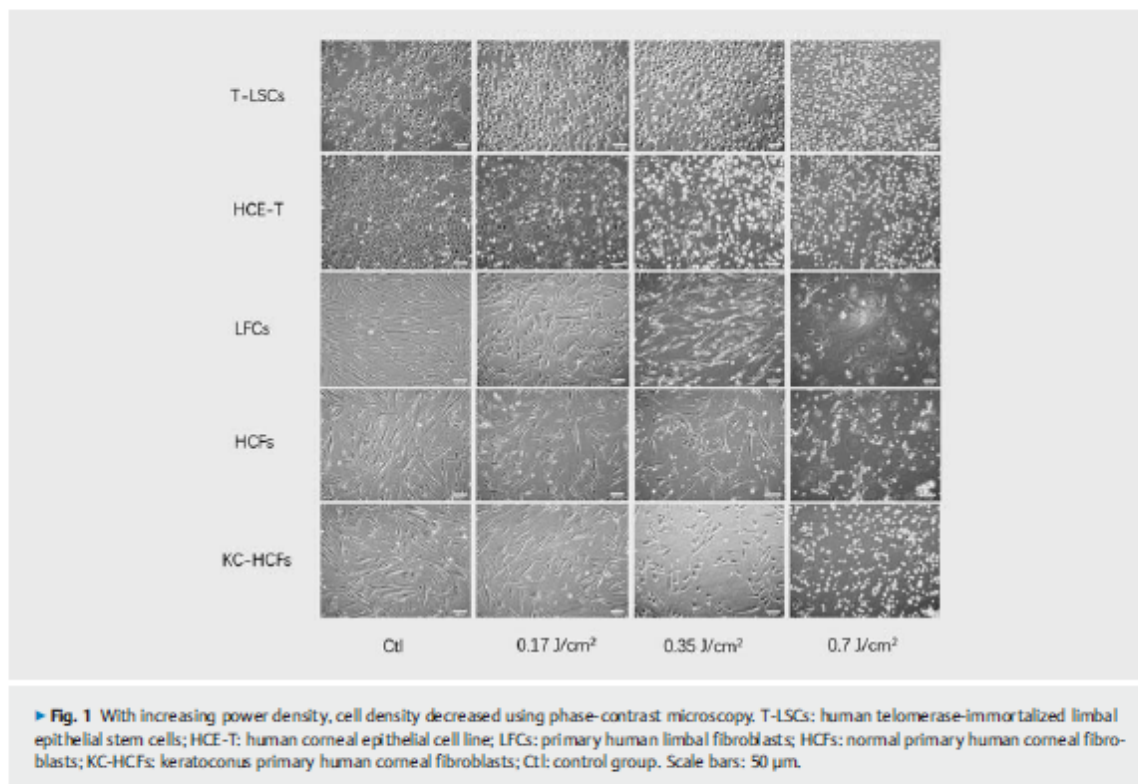 T-LSCs
HCE-T
LFCs
HCFs
KC-HCFs
Ctl
0.17 J/cm²
0.35 J/cm²
0.7 J/cm²
► Fig. 1 With increasing power density, cell density decreased using phase-contrast microscopy. T-LSCs: human telomerase-immortalized limbal
epithelial stem cells; HCE-T: human corneal epithelial cell line; LFCs: primary human limbal fibroblasts; HCFs: normal primary human corneal fibro-
blasts; KC-HCFs: keratoconus primary human corneal fibroblasts; Ctl: control group. Scale bars: 50 µm.